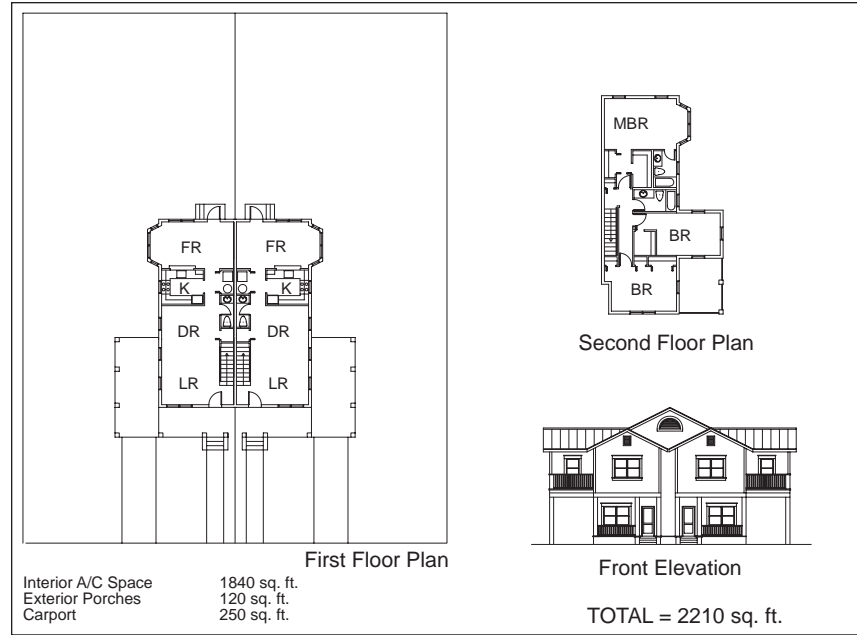 MBR
BR
BR
Second Floor Plan
FR FR
K K
DR DR
LR LR
First Floor Plan
Front Elevation
Interior A/C Space 1840 sq. ft.
Exterior Porches 120 sq. ft.
Carport 250 sq. ft.
TOTAL = 2210 sq. ft.